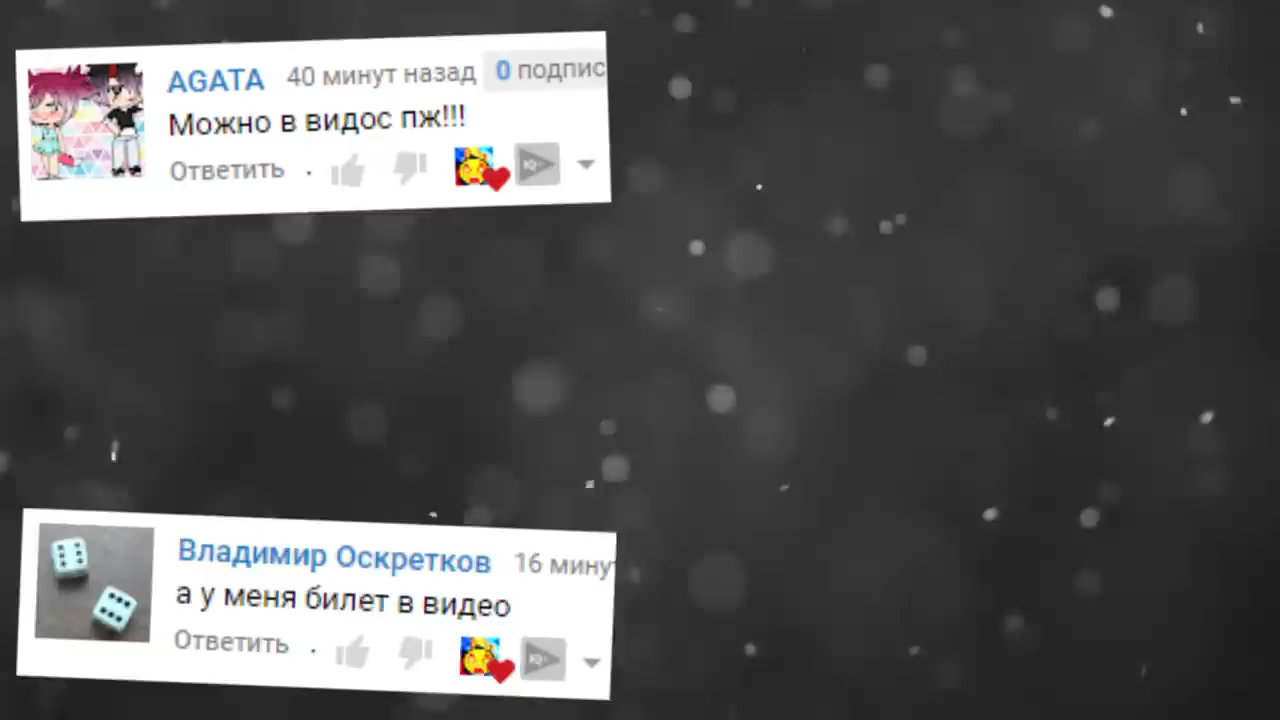 AGATA 40 минут назад 0 подпис
Можно в видос пж!!!
Ответить
Владимир Оскретков 16 мину
а у меня билет в видео
Ответить